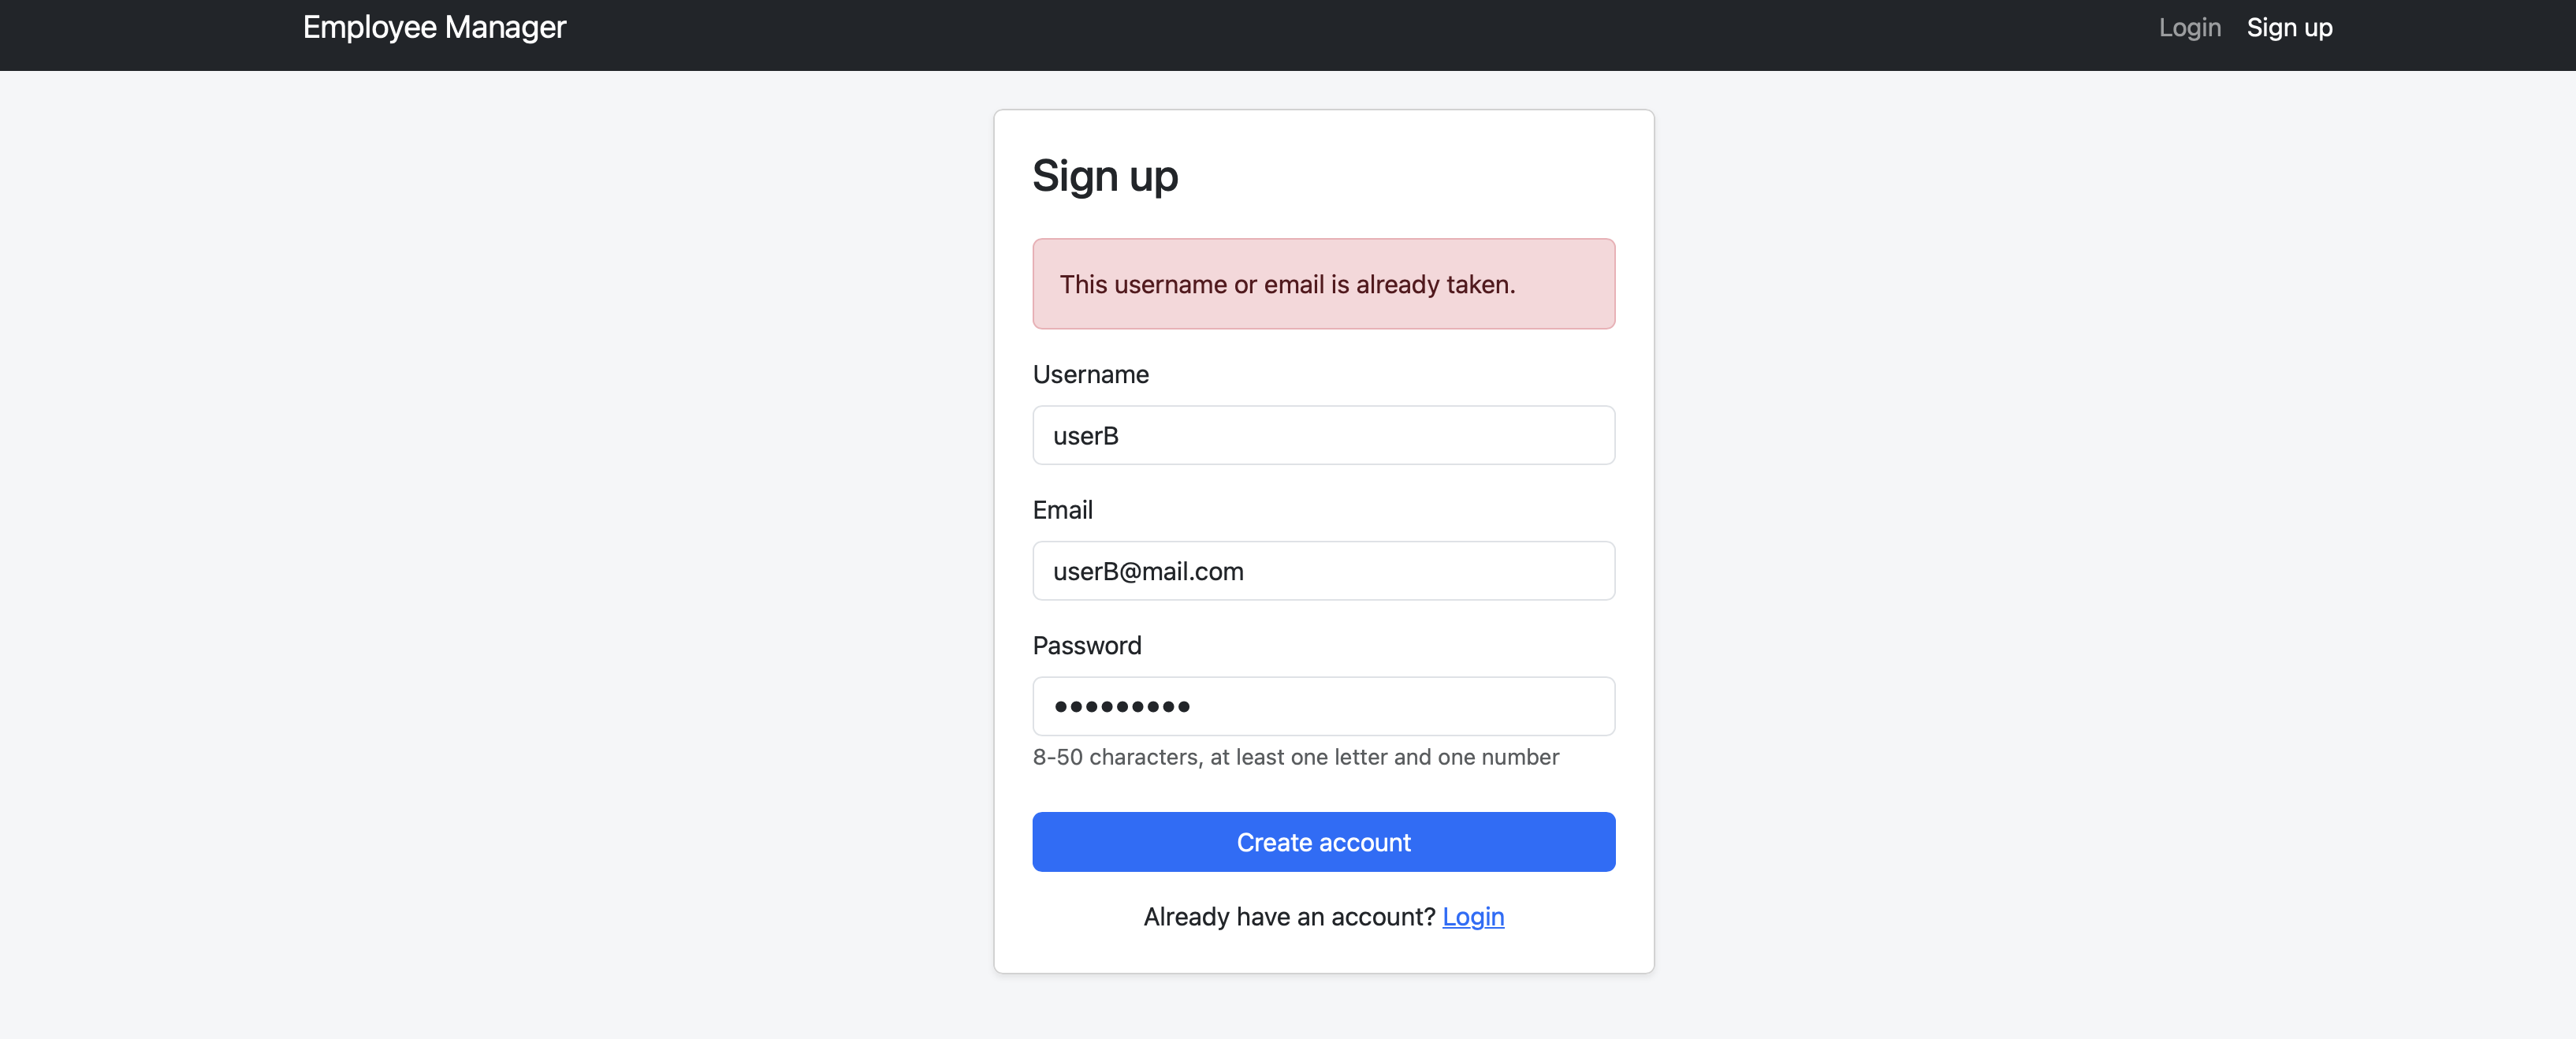 Employee Manager
Login Sign up
Sign up
This username or email is already taken.
Username
userB
Email
userB@mail.com
Password
•••••••••
8-50 characters, at least one letter and one number
Create account
Already have an account? Login